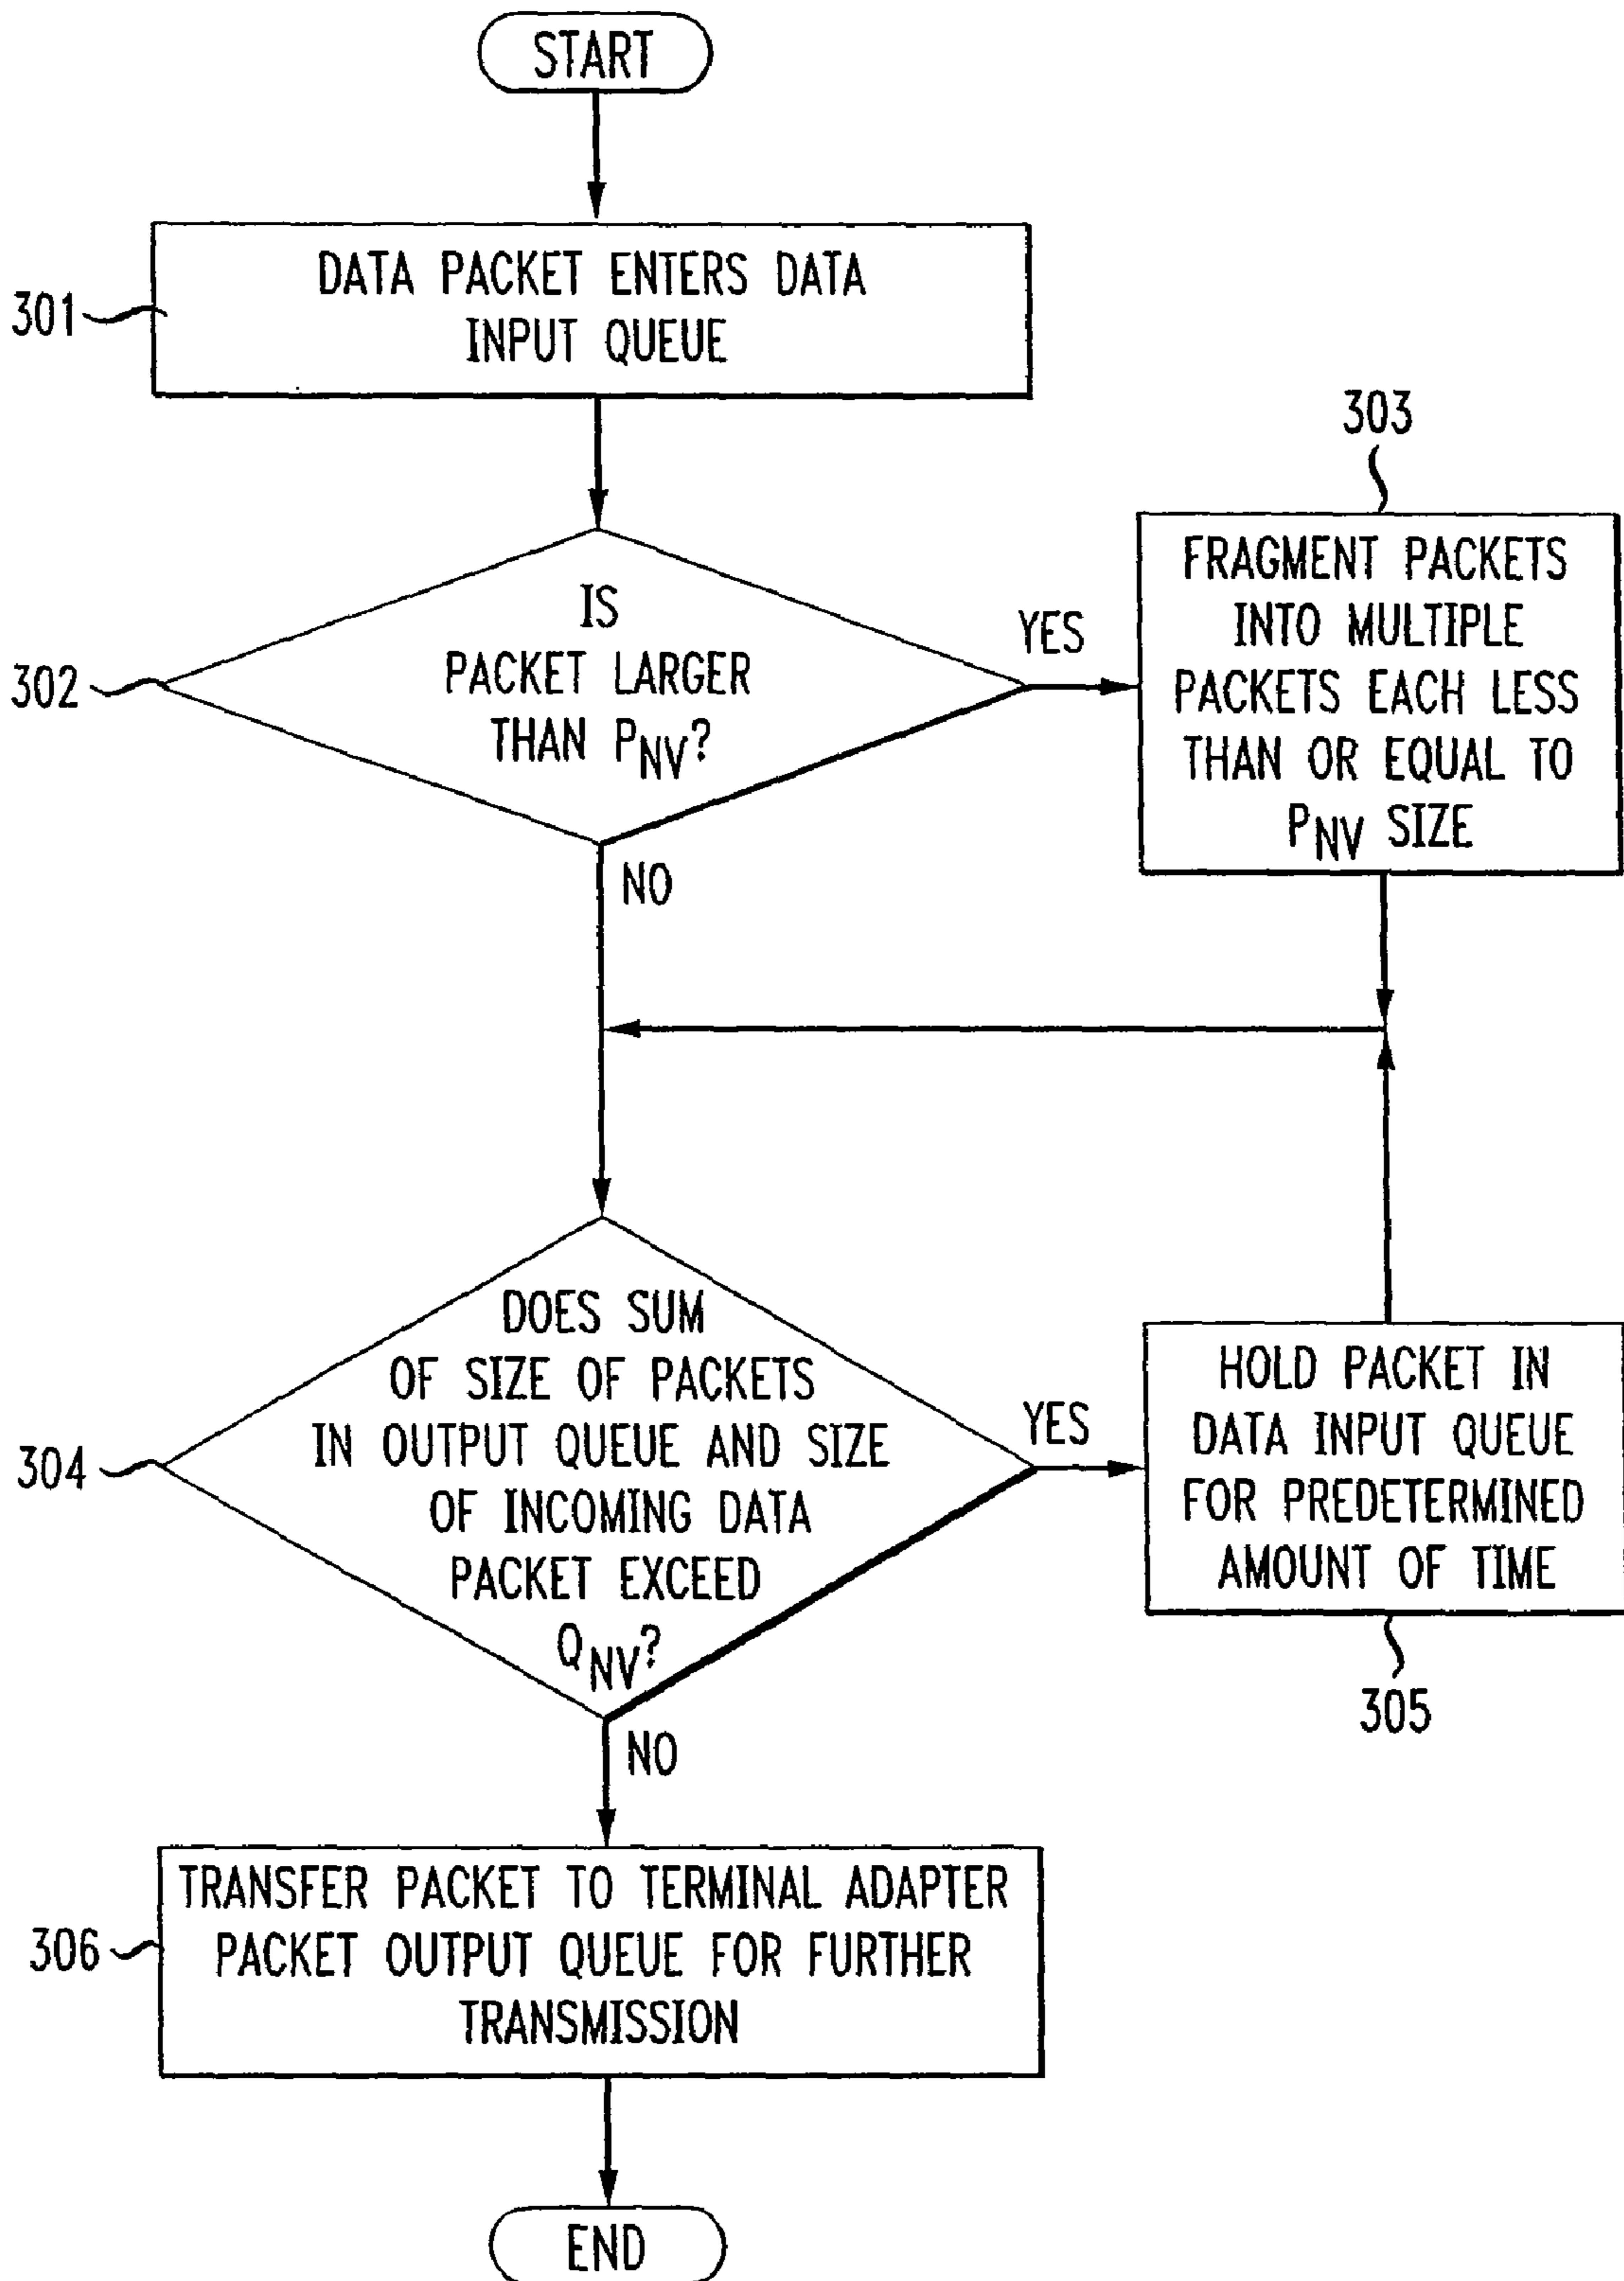 START
301
DATA PACKET ENTERS DATA
INPUT QUEUE
302
IS
PACKET LARGER
THAN PNV?
YES
NO
303
FRAGMENT PACKETS
INTO MULTIPLE
PACKETS EACH LESS
THAN OR EQUAL TO
PNV SIZE
304
DOES SUM
OF SIZE OF PACKETS
IN OUTPUT QUEUE AND SIZE
OF INCOMING DATA
PACKET EXCEED
QNV?
YES
NO
HOLD PACKET IN
DATA INPUT QUEUE
FOR PREDETERMINED
AMOUNT OF TIME
305
306
TRANSFER PACKET TO TERMINAL ADAPTER
PACKET OUTPUT QUEUE FOR FURTHER
TRANSMISSION
END